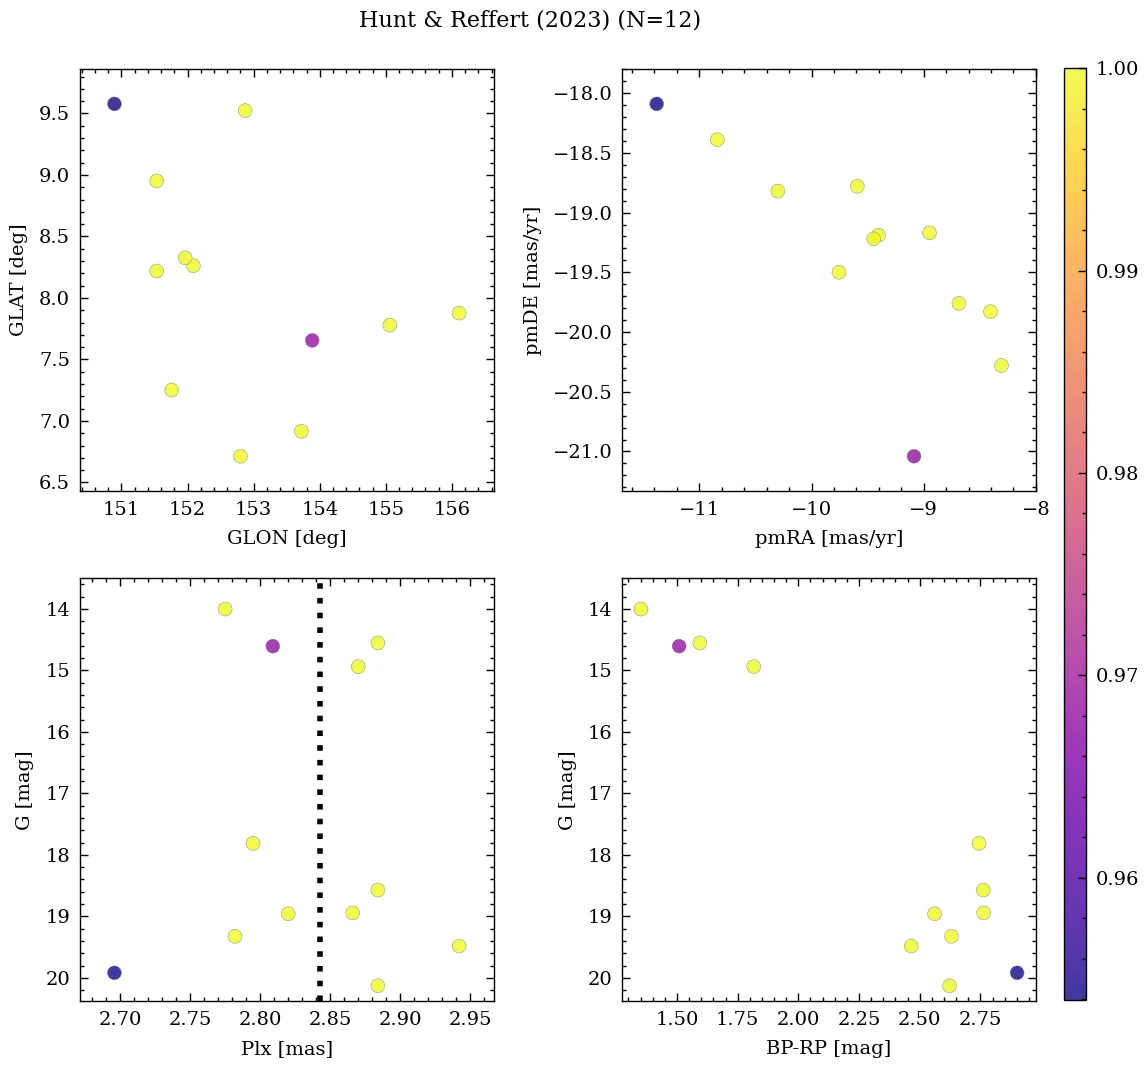 Hunt & Reffert (2023) (N=12)
9.5
9.0
8.5
8.0
7.5
7.0
6.5
GLAT [deg]
151 152 153 154 155 156
GLON [deg]
−18.0
−18.5
−19.0
−19.5
−20.0
−20.5
−21.0
pmDE [mas/yr]
−11 −10 −9 −8
pmRA [mas/yr]
14
15
16
17
18
19
20
G [mag]
2.70 2.75 2.80 2.85 2.90 2.95
Plx [mas]
14
15
16
17
18
19
20
G [mag]
1.50 1.75 2.00 2.25 2.50 2.75
BP-RP [mag]
1.00
0.99
0.98
0.97
0.96